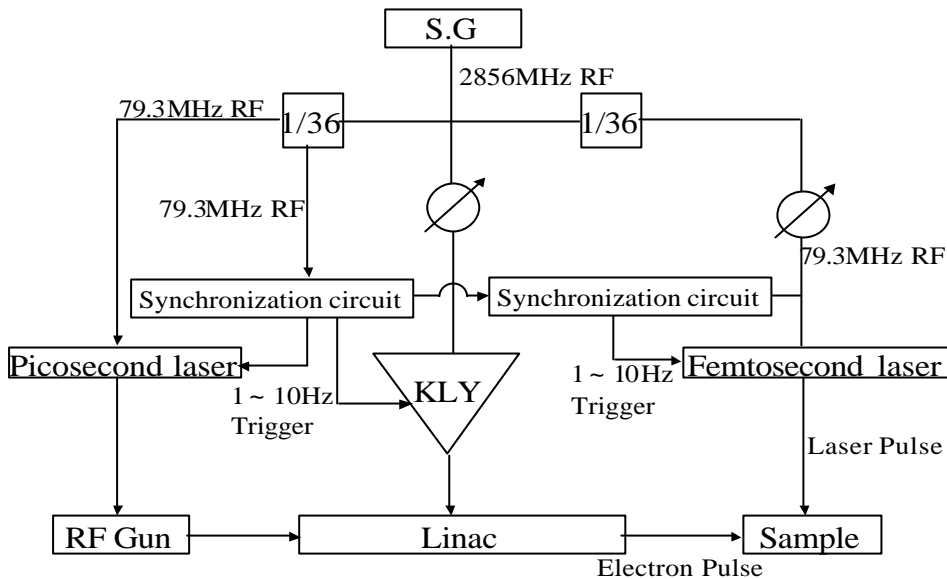 S.G
2856MHz RF
79.3MHz RF
1/36
1/36
79.3MHz RF
79.3MHz RF
Synchronization circuit
Synchronization circuit
Picosecond laser
KLY
Femtosecond laser
1 ~ 10Hz
Trigger
1 ~ 10Hz
Trigger
Laser Pulse
RF Gun
Linac
Sample
Electron Pulse